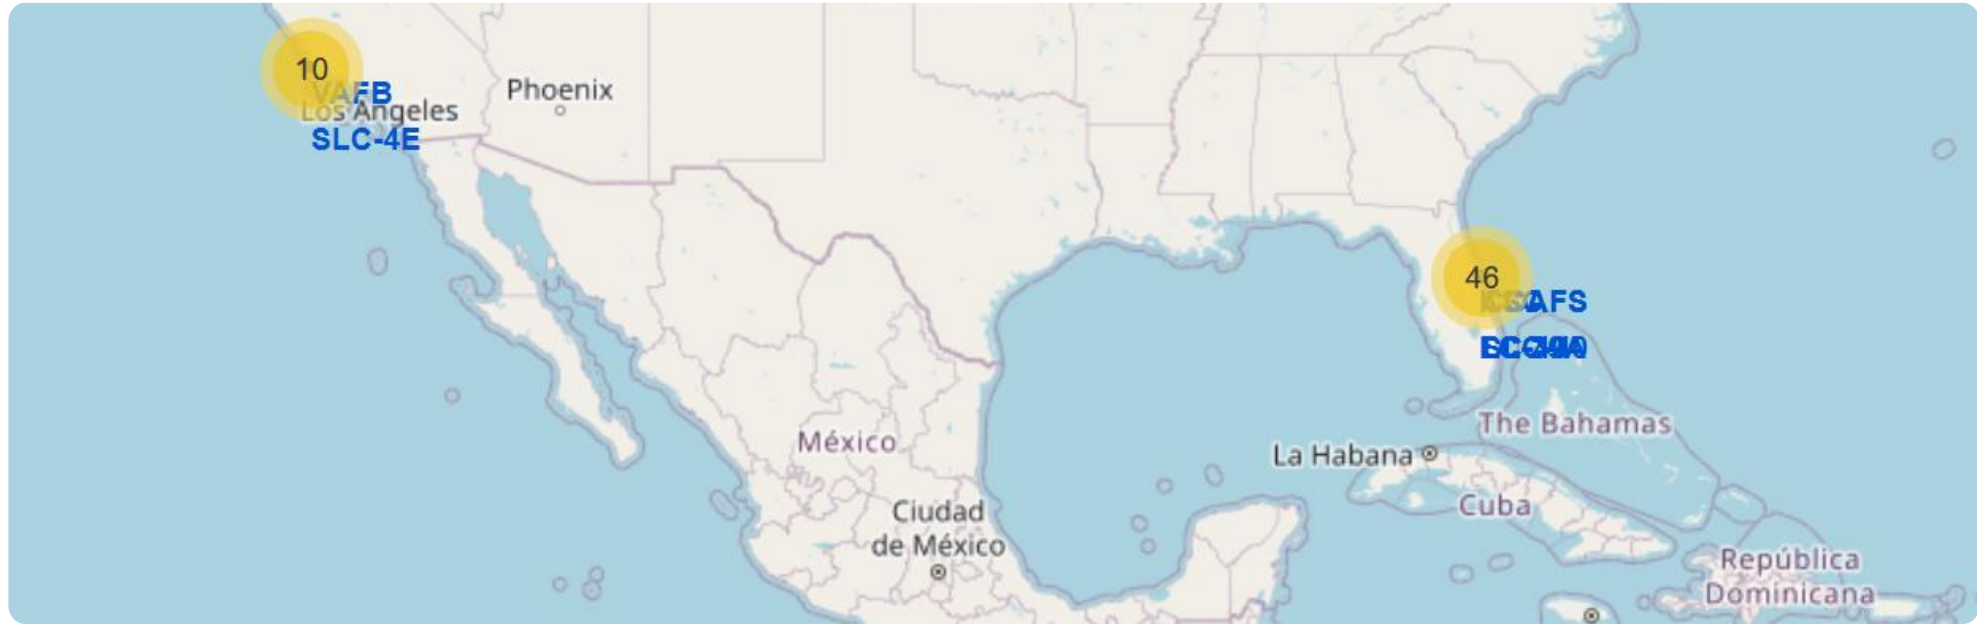 10
VAFB
Los Angeles
SLC-4E
Phoenix
46
México
Ciudad
de México
The Bahamas
La Habana
Cuba
República
Dominicana